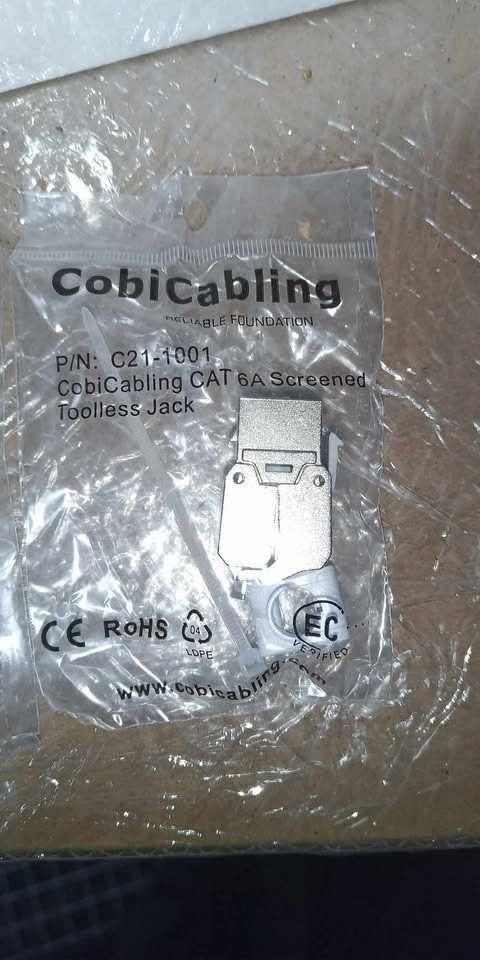 CobiCabling
RELIABLE FOUNDATION
P/N: C21-1001
CobiCabling CAT 6A Screened
Toolless Jack
CE RoHS 04 EC
LDPE VERIFIED
www.cobicabling.com